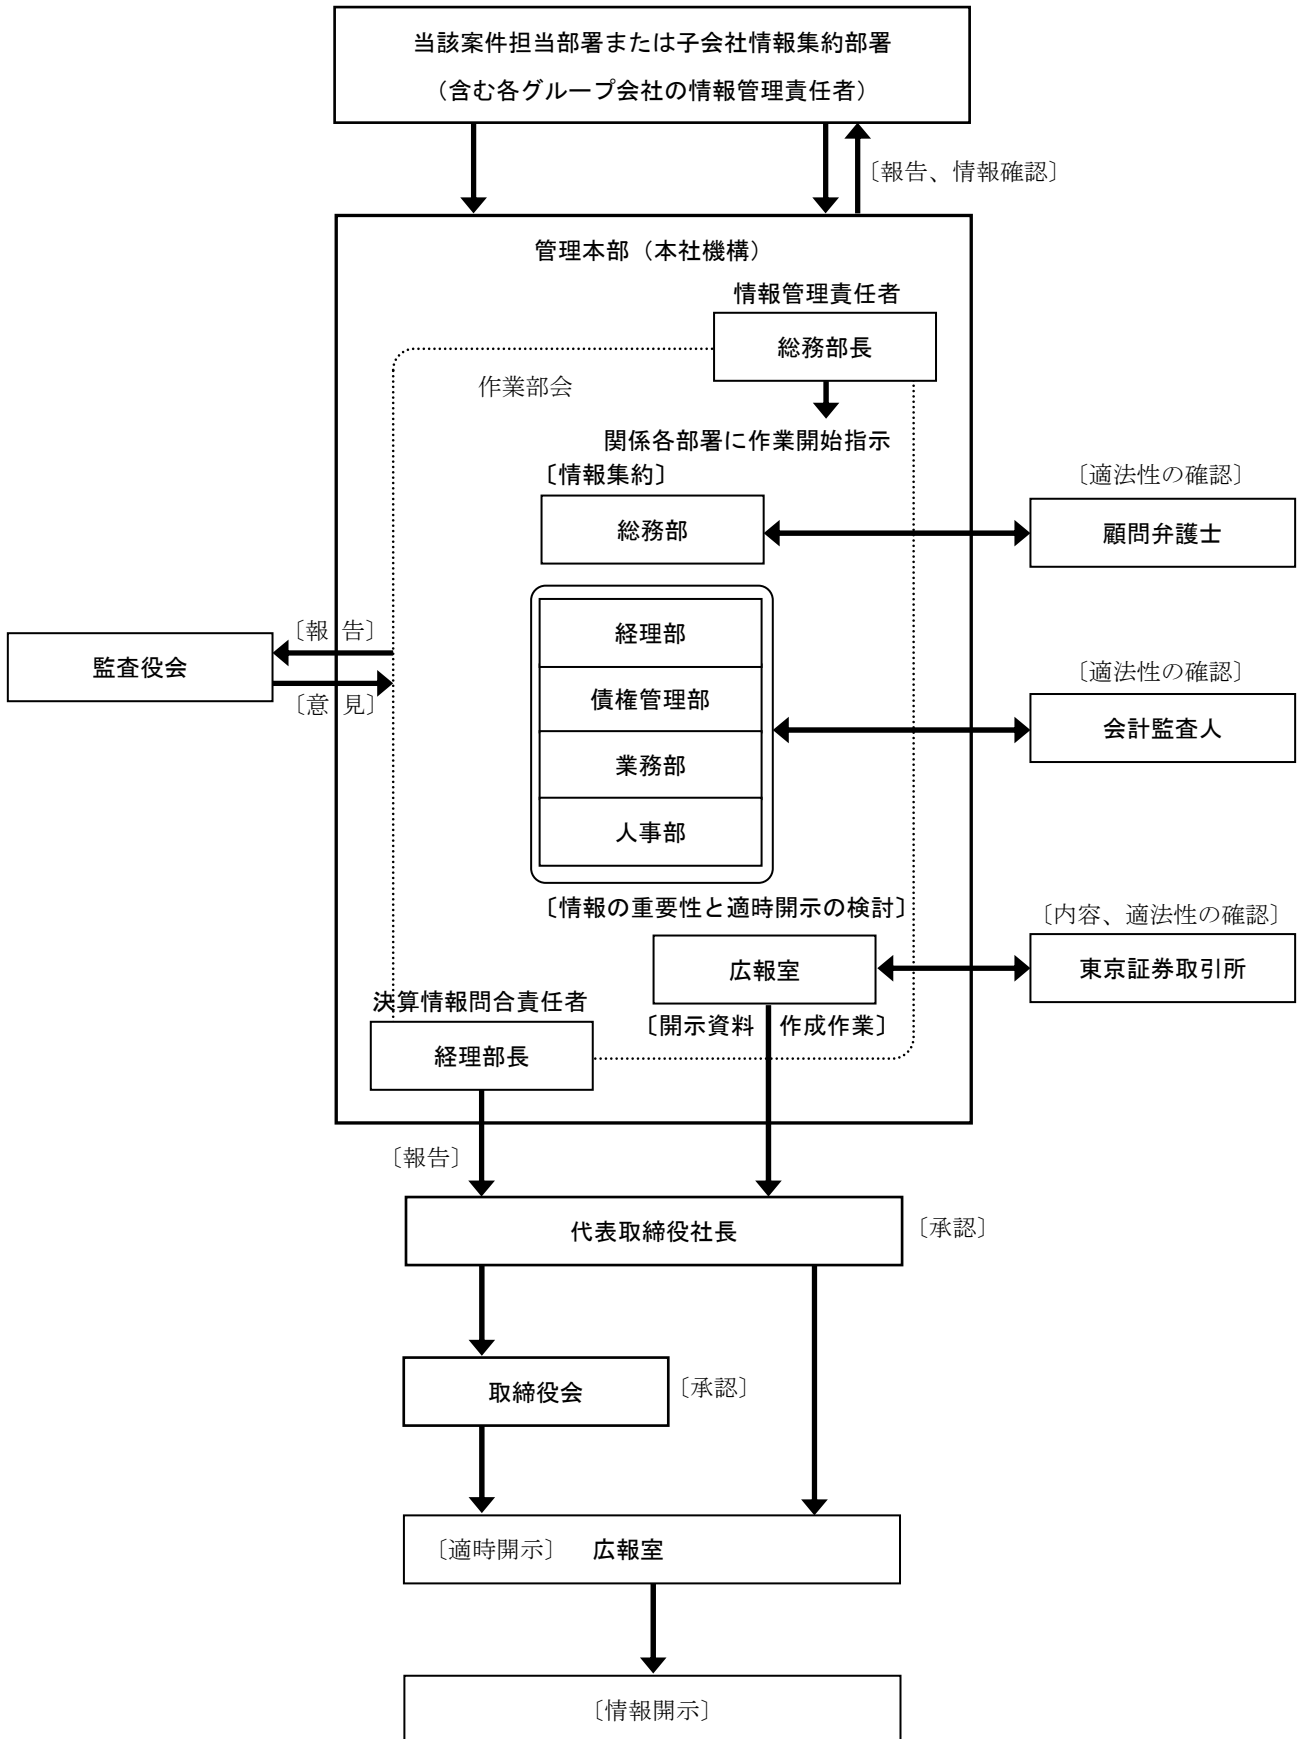 当該案件担当部署または子会社情報集約部署
（含む各グループ会社の情報管理責任者）
〔報告、情報確認〕
管理本部（本社機構）
情報管理責任者
総務部長
作業部会
関係各部署に作業開始指示
〔情報集約〕
〔適法性の確認〕
総務部
顧問弁護士
〔報 告〕
経理部
監査役会
〔適法性の確認〕
債権管理部
〔意 見〕
会計監査人
業務部
人事部
〔情報の重要性と適時開示の検討〕
〔内容、適法性の確認〕
広報室
東京証券取引所
決算情報問合責任者
〔開示資料 作成作業〕
経理部長
〔報告〕
代表取締役社長
〔承認〕
取締役会
〔承認〕
〔適時開示〕 広報室
〔情報開示〕